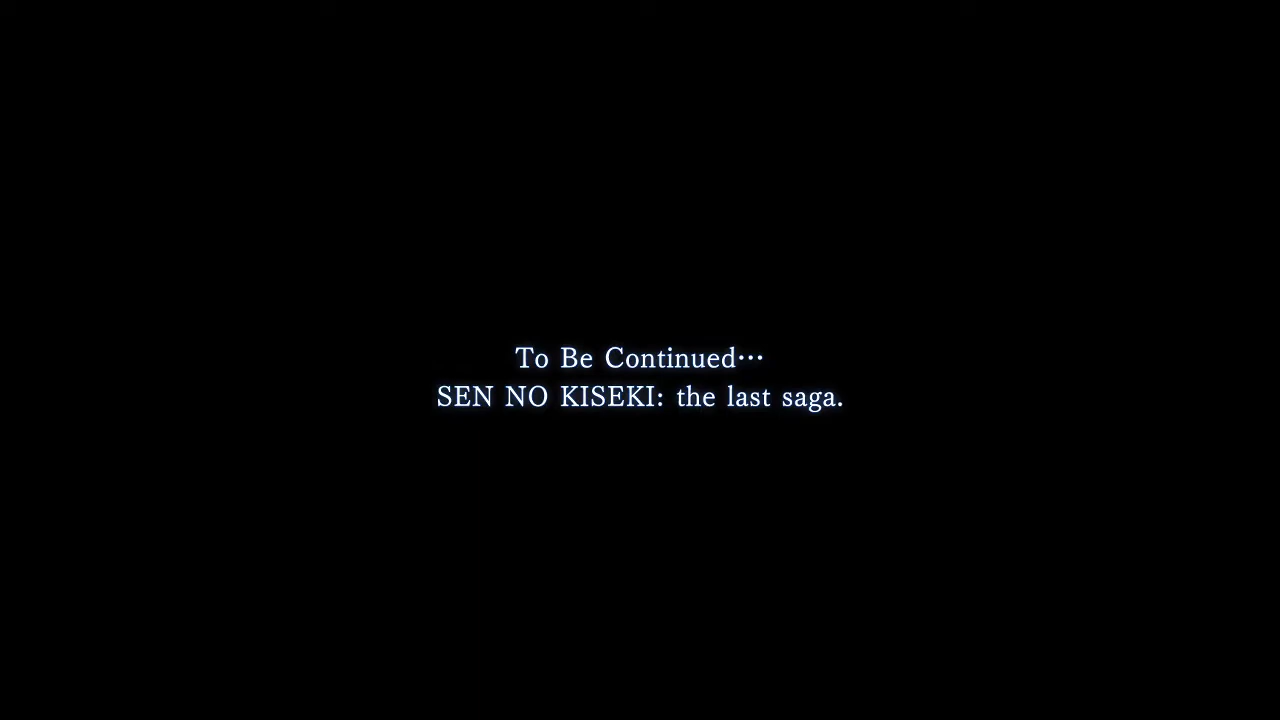 To Be Continued…
SEN NO KISEKI: the last saga.